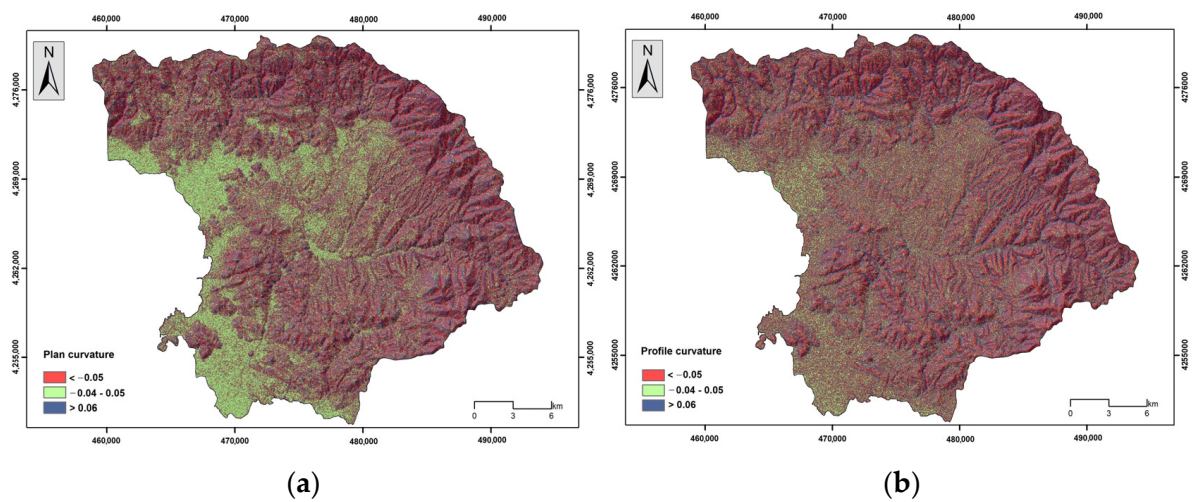 460,000 470,000 480,000 490,000
N
4,276,000 4,276,000
4,269,000 4,269,000
4,262,000 4,262,000
4,255,000 4,255,000
Plan curvature
< −0.05
−0.04 - 0.05
> 0.06
0 3 6 km
460,000 470,000 480,000 490,000
(a)
460,000 470,000 480,000 490,000
N
4276000 4276000
4269000 4269000
4262000 4262000
4255000 4255000
Profile curvature
< −0.05
−0.04 - 0.05
> 0.06
0 3 6 km
460,000 470,000 480,000 490,000
(b)